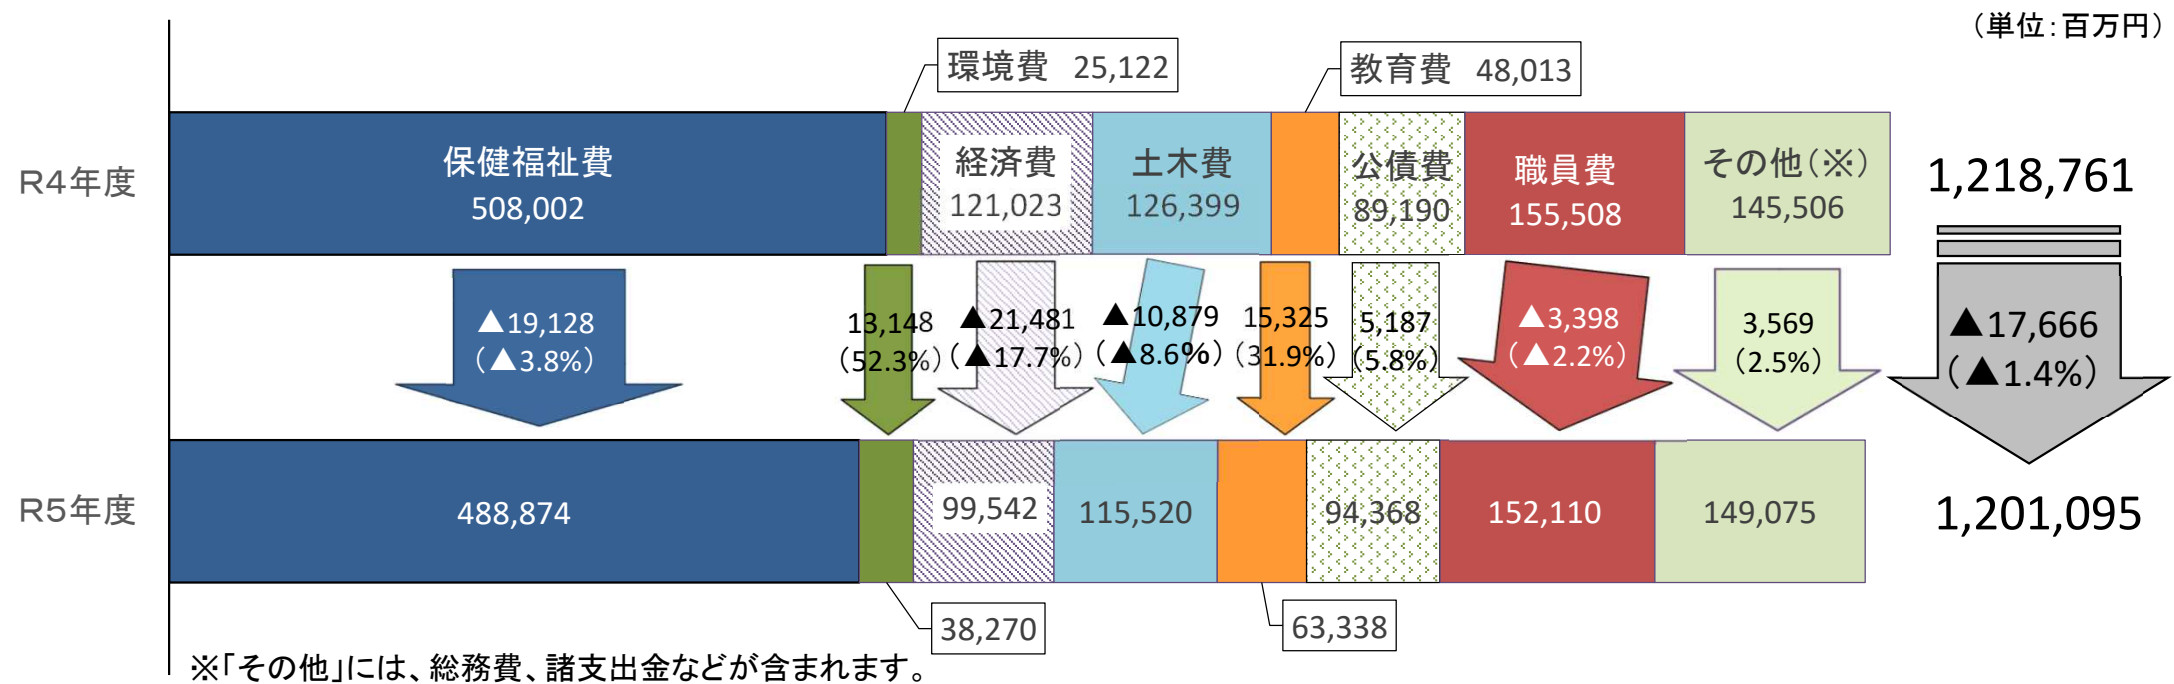 （単位：百万円）
環境費 25,122
教育費 48,013
R4年度
保健福祉費
508,002
経済費
121,023
土木費
126,399
公債費
89,190
職員費
155,508
その他（※）
145,506
1,218,761
▲19,128
（▲3.8%）
13,148
（52.3%）
▲21,481
（▲17.7%）
▲10,879
（▲8.6%）
15,325
（31.9%）
5,187
（5.8%）
▲3,398
（▲2.2%）
3,569
（2.5%）
▲17,666
（▲1.4%）
R5年度
488,874
99,542
115,520
94,368
152,110
149,075
1,201,095
38,270
63,338
※「その他」には、総務費、諸支出金などが含まれます。